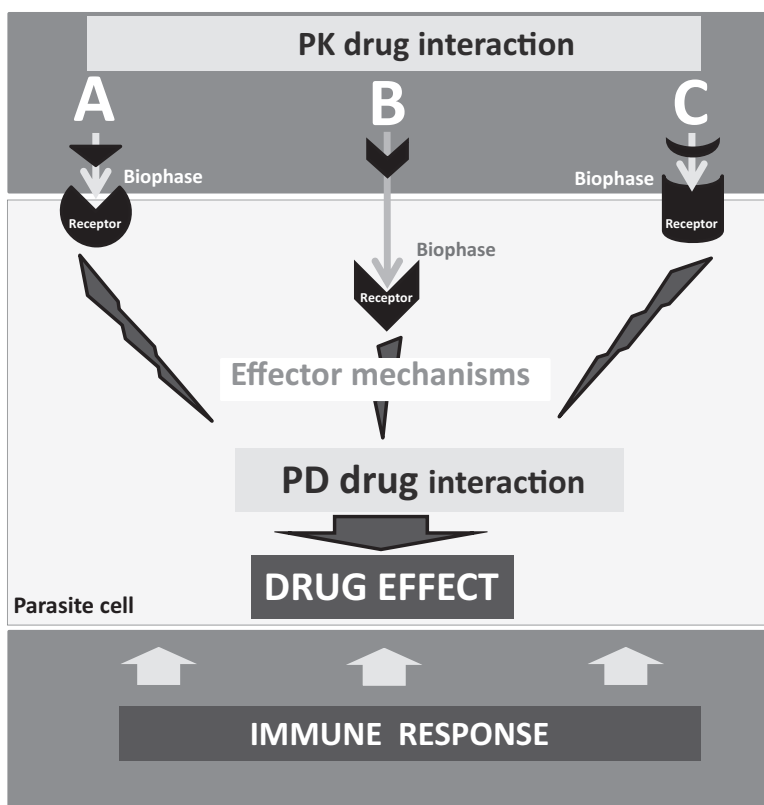 PK drug interaction
A B C
Biophase
Biophase
Receptor
Receptor
Biophase
Receptor
Effector mechanisms
PD drug interaction
DRUG EFFECT
Parasite cell
IMMUNE RESPONSE